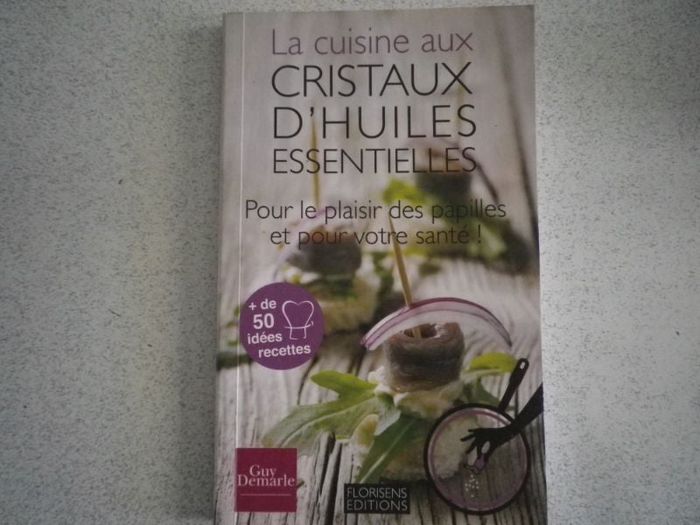 La cuisine aux
CRISTAUX
D'HUILES
ESSENTIELLES
Pour le plaisir des papilles
et pour votre santé !
+ de
50
idées
recettes
Guy
Demarle
FLORISENS
EDITIONS